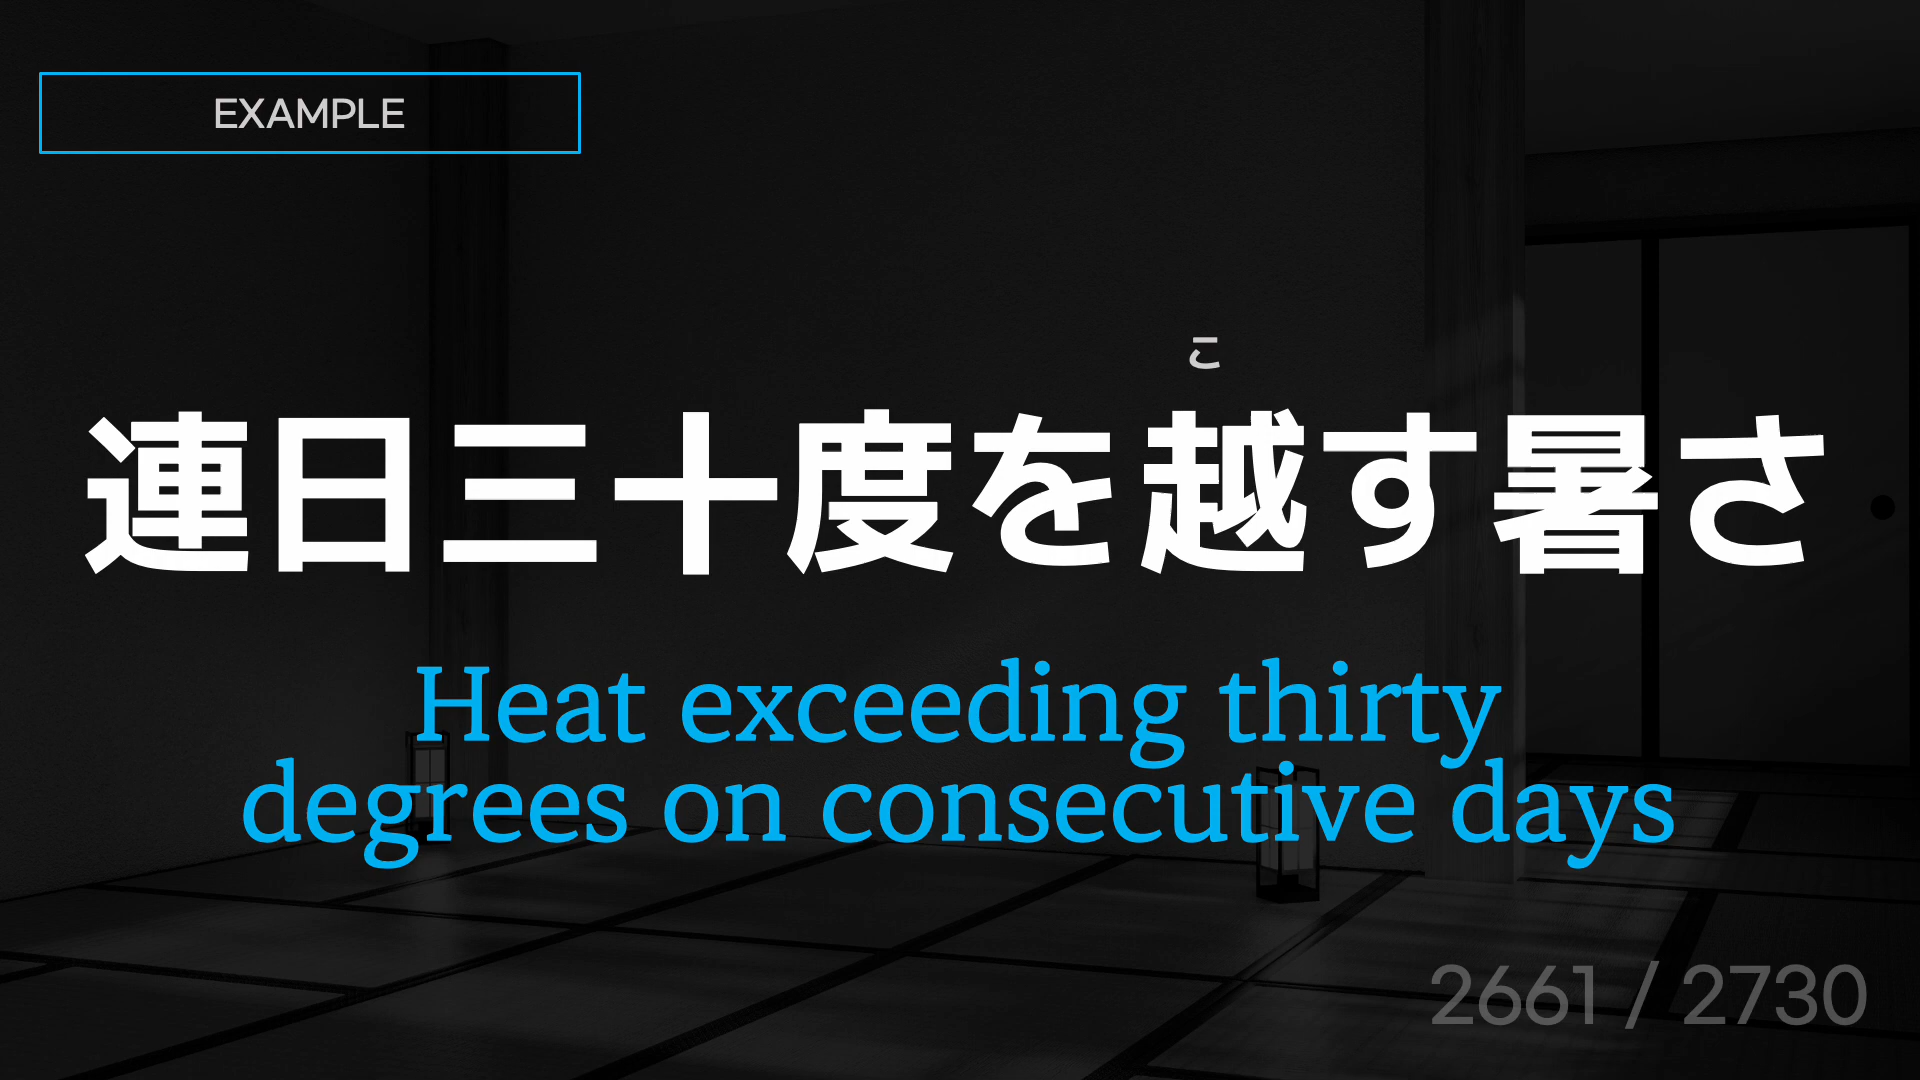 EXAMPLE
こ
連日三十度を越す暑さ
Heat exceeding thirty
degrees on consecutive days
2661 / 2730